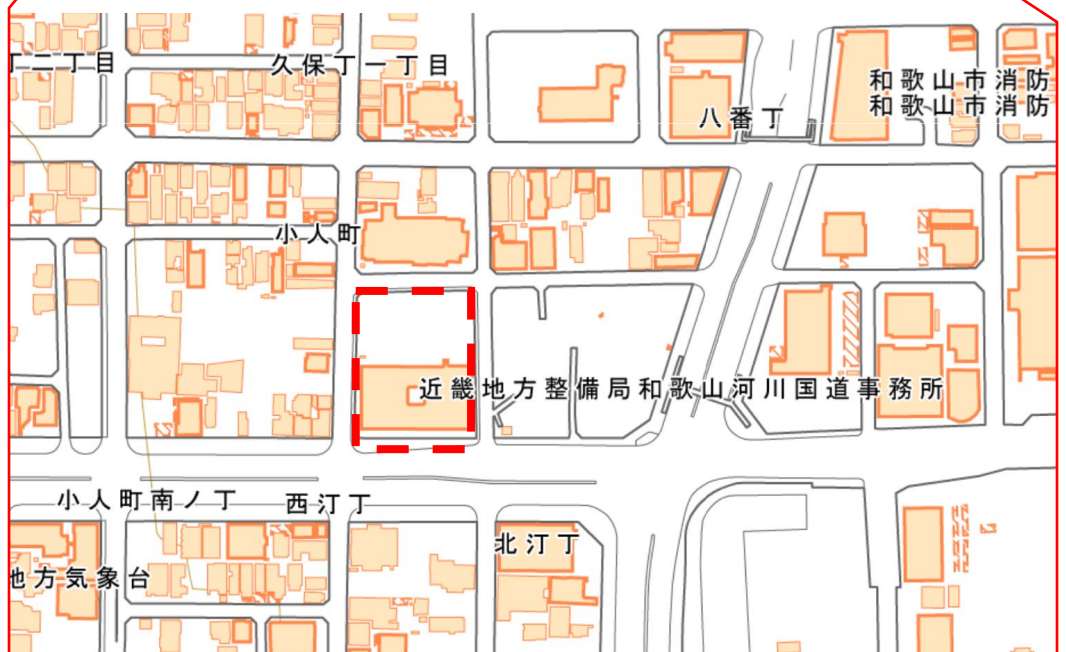 丁二丁目
久保丁一丁目
和歌山市消防
和歌山市消防
八番丁
小人町
近畿地方整備局和歌山河川国道事務所
小人町南ノ丁
西汀丁
北汀丁
地方気象台